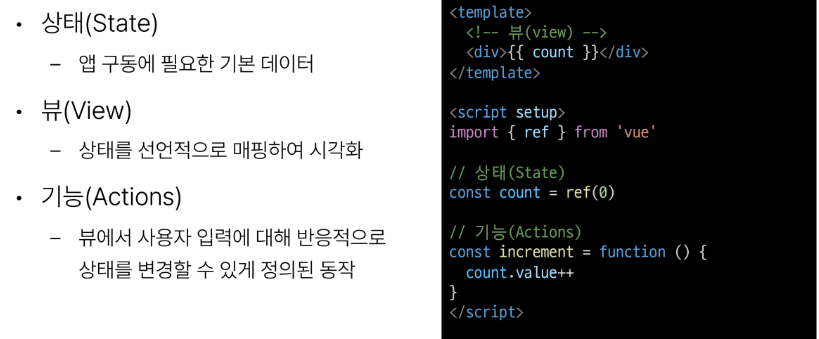 • 상태(State)
– 앱 구동에 필요한 기본 데이터
• 뷰(View)
– 상태를 선언적으로 매핑하여 시각화
• 기능(Actions)
– 뷰에서 사용자 입력에 대해 반응적으로
상태를 변경할 수 있게 정의된 동작
<template>
  <!-- 뷰(view) -->
  <div>{{ count }}</div>
</template>

<script setup>
import { ref } from 'vue'

// 상태(State)
const count = ref(0)

// 기능(Actions)
const increment = function () {
  count.value++
}
</script>